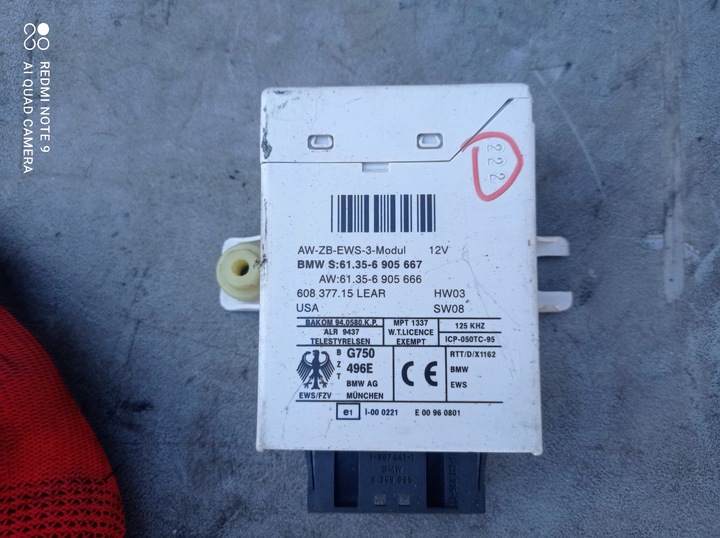 REDMI NOTE 9
AI QUAD CAMERA
222
AW-ZB-EWS-3-Modul 12V
BMW S:61.35-6 905 667
AW:61.35-6 905 666
608 377.15 LEAR HW03
USA SW08
BAKOM 94.0580.K.P. MPT 1337 125 KHZ
ALR 9437 W.T.LICENCE
TELESTYRELSEN EXEMPT ICP-050TC-95
B G750 RTT/D/X1162
Z 496E BMW
T BMW AG CE EWS
EWS/FZV MÜNCHEN
e1 I-00 0221 E 00 96 0801
BMW